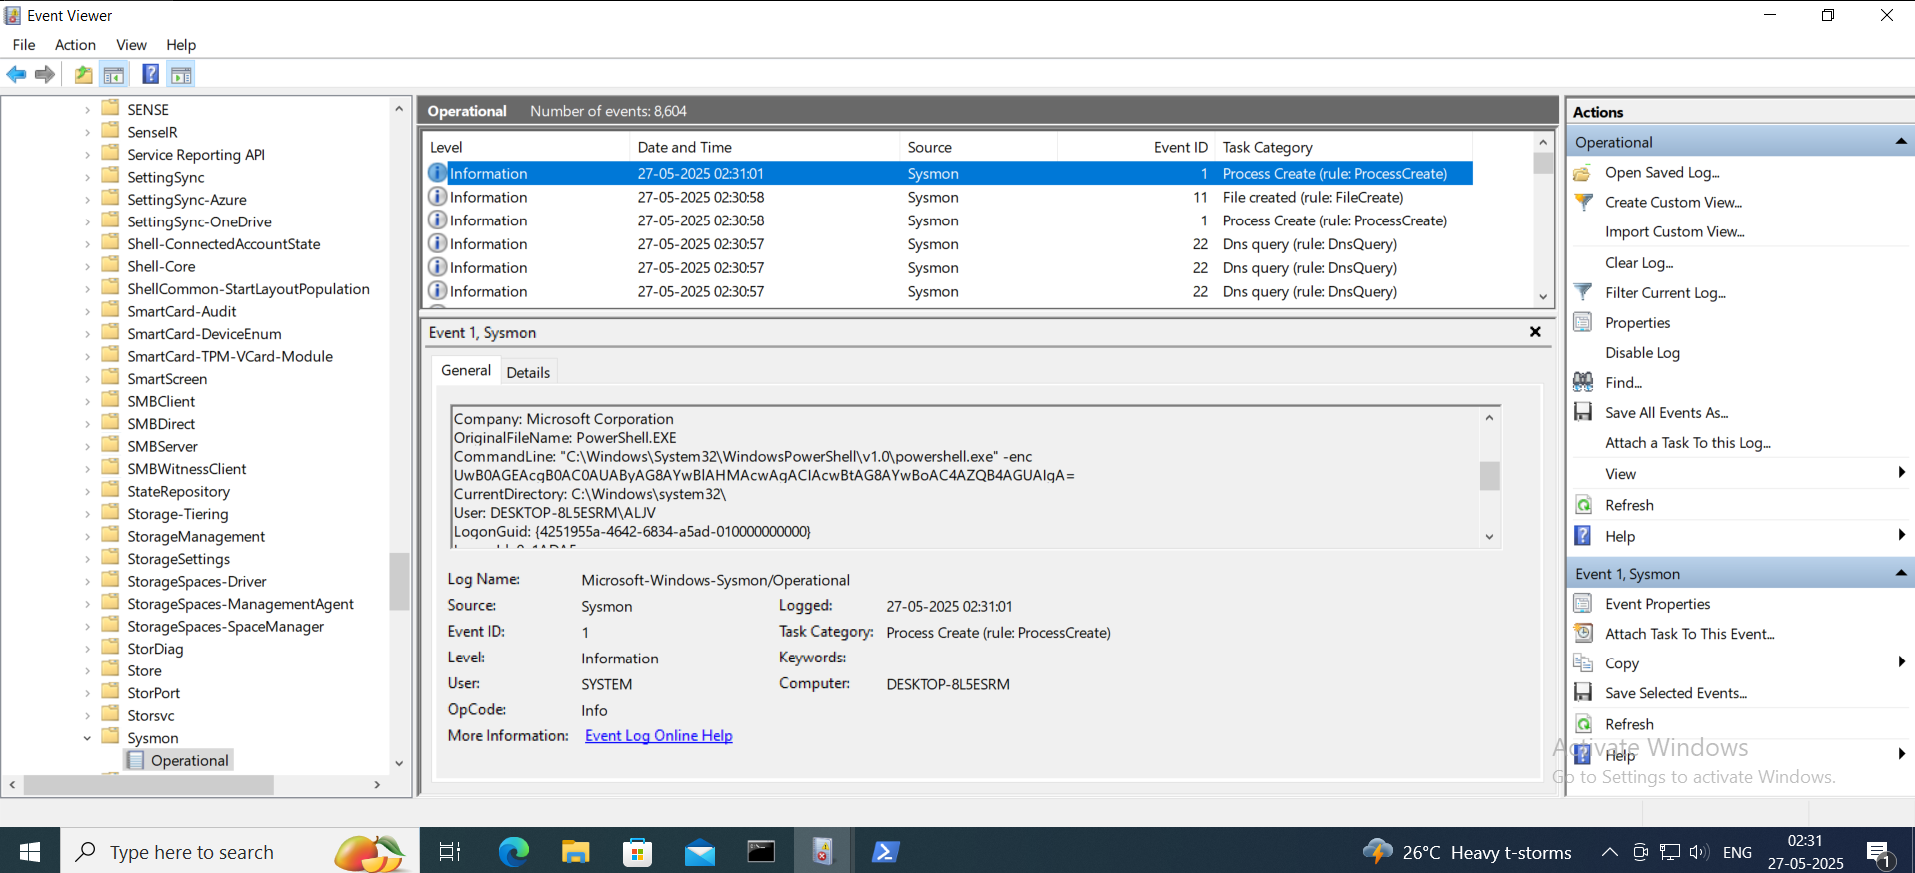 Event Viewer
File Action View Help
SENSE
SenseIR
Service Reporting API
SettingSync
SettingSync-Azure
SettingSync-OneDrive
Shell-ConnectedAccountState
Shell-Core
ShellCommon-StartLayoutPopulation
SmartCard-Audit
SmartCard-DeviceEnum
SmartCard-TPM-VCard-Module
SmartScreen
SMBClient
SMBDirect
SMBServer
SMBWitnessClient
StateRepository
Storage-Tiering
StorageManagement
StorageSettings
StorageSpaces-Driver
StorageSpaces-ManagementAgent
StorageSpaces-SpaceManager
StorDiag
Store
StorPort
Storsvc
Sysmon
Operational
Operational Number of events: 8,604
Level Date and Time Source Event ID Task Category
Information 27-05-2025 02:31:01 Sysmon 1 Process Create (rule: ProcessCreate)
Information 27-05-2025 02:30:58 Sysmon 11 File created (rule: FileCreate)
Information 27-05-2025 02:30:58 Sysmon 1 Process Create (rule: ProcessCreate)
Information 27-05-2025 02:30:57 Sysmon 22 Dns query (rule: DnsQuery)
Information 27-05-2025 02:30:57 Sysmon 22 Dns query (rule: DnsQuery)
Information 27-05-2025 02:30:57 Sysmon 22 Dns query (rule: DnsQuery)
Event 1, Sysmon
General Details
Company: Microsoft Corporation
OriginalFileName: PowerShell.EXE
CommandLine: "C:\Windows\System32\WindowsPowerShell\v1.0\powershell.exe" -enc
UwB0AGEAcgB0AC0AUAByAG8AYwBlAHMAcwAgACIAcwBtAG8AYwBoAC4AZQB4AGUAIgA=
CurrentDirectory: C:\Windows\system32\
User: DESKTOP-8L5ESRM\ALJV
LogonGuid: {4251955a-4642-6834-a5ad-010000000000}
Log Name: Microsoft-Windows-Sysmon/Operational
Source: Sysmon Logged: 27-05-2025 02:31:01
Event ID: 1 Task Category: Process Create (rule: ProcessCreate)
Level: Information Keywords:
User: SYSTEM Computer: DESKTOP-8L5ESRM
OpCode: Info
More Information: Event Log Online Help
Actions
Operational
Open Saved Log...
Create Custom View...
Import Custom View...
Clear Log...
Filter Current Log...
Properties
Disable Log
Find...
Save All Events As...
Attach a Task To this Log...
View
Refresh
Help
Event 1, Sysmon
Event Properties
Attach Task To This Event...
Copy
Save Selected Events...
Refresh
Help
Activate Windows
Go to Settings to activate Windows.
Type here to search
26°C Heavy t-storms
ENG
02:31
27-05-2025
1